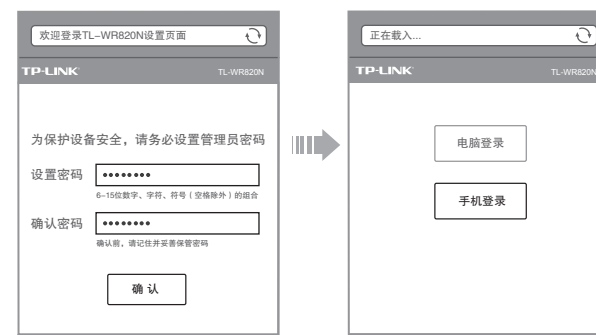 欢迎登录TL-WR820N设置页面
TP-LINK
TL-WR820N
为保护设备安全，请务必设置管理员密码
设置密码
6-15位数字、字符、符号（空格除外）的组合
确认密码
确认前，请记住并妥善保管密码
确 认
正在载入...
TP-LINK
TL-WR820N
电脑登录
手机登录